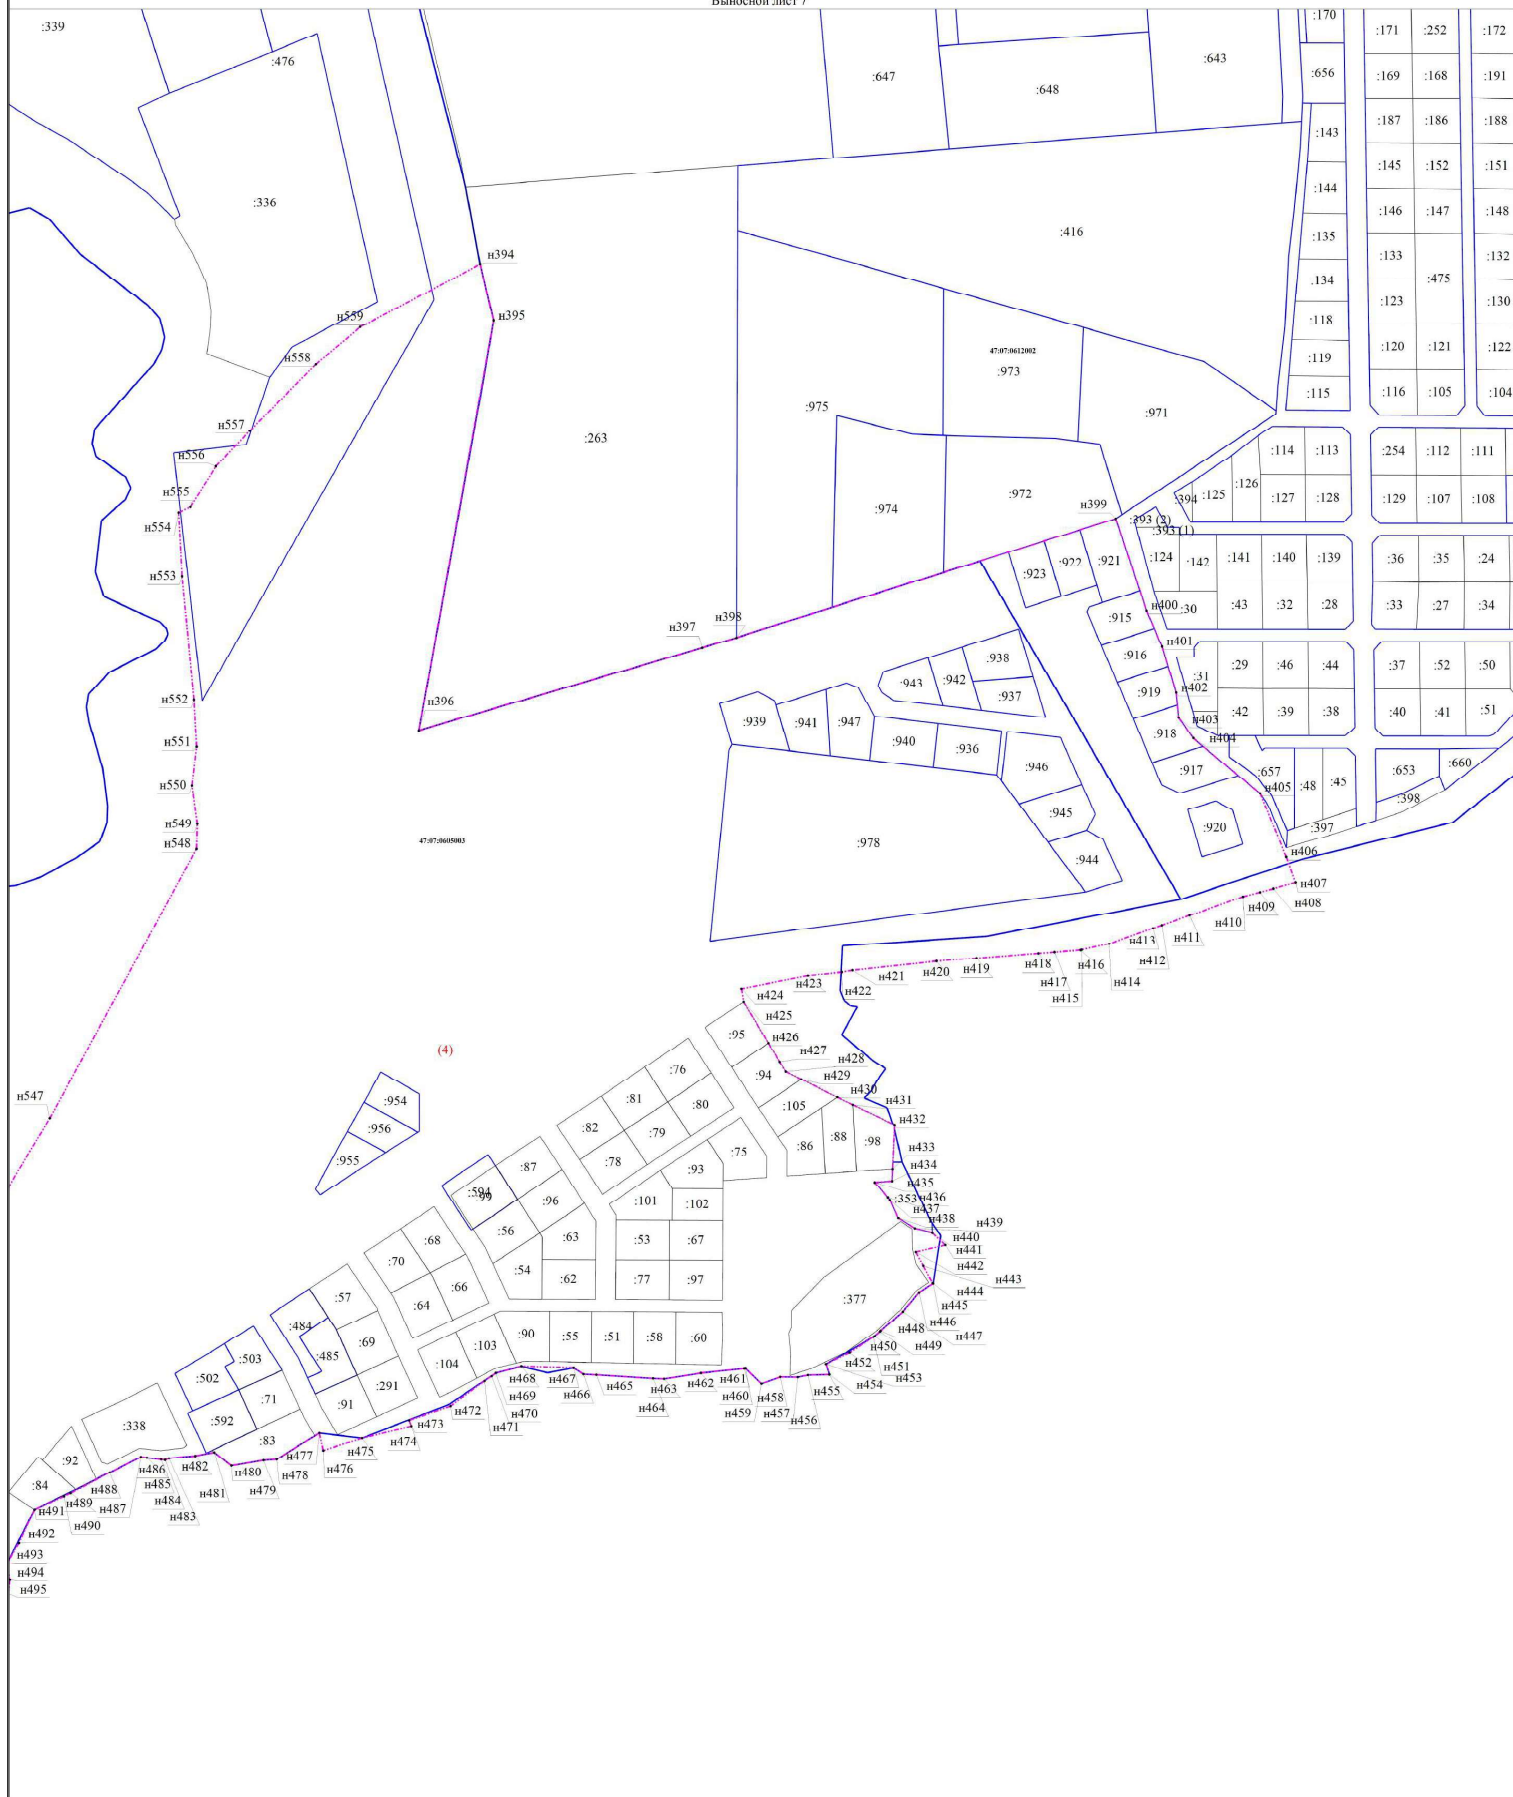 Выносной лист 7
:339
:476
:647
:648
:643
:170
:656
:171 :252 :172
:169 :168 :191
:187 :186 :188
:143
:145 :152 :151
:144
:146 :147 :148
:336
:416
:135
:133 :132
н394
:134
:475
:123 :130
н559
н395
:118
н558
47:07:0612002
:973
:120 :121 :122
:119
:115
:116 :105 :104
:975
:971
н557
:263
н556
:114 :113
:254 :112 :111
н555
:972
:394 :125 :126 :127 :128
:129 :107 :108
н554
:974
н399
:393 (2)
:393 (1)
н553
:923 :922 :921
:124 :142 :141 :140 :139
:36 :35 :24
н400 :30
:43 :32 :28
:33 :27 :34
:915
н397 н398
н401
:916
:938
:943 :942
:937
:31
:29 :46 :44
:37 :52 :50
н552
:919 н402
н396
:939 :941 :947
:42 :39 :38
:40 :41 :51
н403
:918 н404
:940 :936
н551
:946
:917
:657
:653 :660
н550
н405 :48 :45
:398
н549
:945
:920
:397
н548
47:07:0605003
:978
:944
н406
н407
н408
н409
н410
н411
н413
н412
н414
н416
н415
н417
н418
н419
н420
н421
н423
н422
н424
н425
н426
н427
н428
н429
н430
н431
н432
(4)
:95
:94
:105
:76
:81
:80
:82
:79
:78
н547
:954
:956
:955
:86 :88 :98
н433
н434
н435
н436
:353
н437
н438
н439
н440
н441
н442
н443
н444
н445
н446
н447
н448
н449
н450
н451
н452
н453
н454
н455
:75
:93
:87
:594
:99
:96
:101 :102
:56
:63
:53 :67
:68
:70
:54
:62
:77 :97
:66
:64
:377
:57
:484
:69
:485
:90 :55 :51 :58 :60
:103
:104
:503
:502
:291
:71
:91
:592
:83
:338
:92
:84
н456
н457
н458
н459
н460
н461
н462
н463
н464
н465
н466
н467
н468
н469
н470
н471
н472
н473
н474
н475
н476
н477
н478
н479
н480
н481
н482
н483
н484
н485
н486
н487
н488
н489
н490
н491
н492
н493
н494
н495